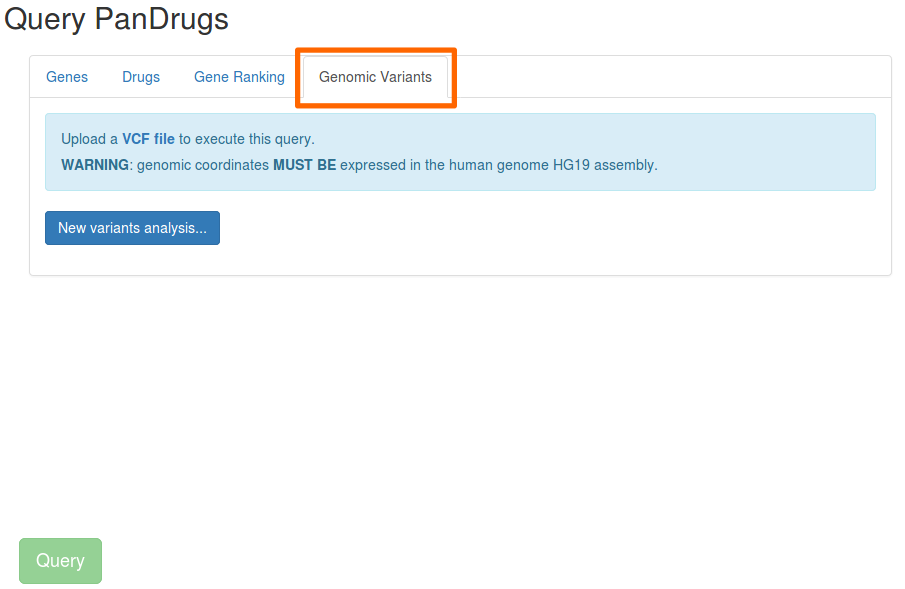 Query PanDrugs
Genes Drugs Gene Ranking Genomic Variants
Upload a VCF file to execute this query.
WARNING: genomic coordinates MUST BE expressed in the human genome HG19 assembly.
New variants analysis...
Query